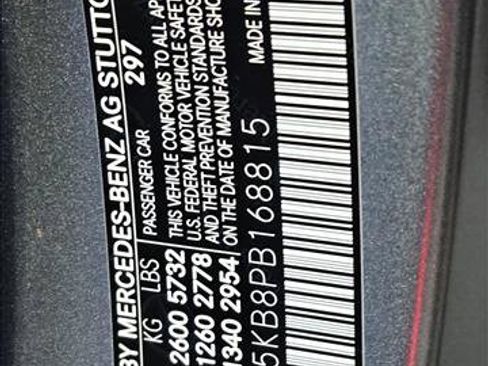 BY MERCEDES-BENZ AG STUTTG
297
KG LBS PASSENGER CAR
2600 5732 THIS VEHICLE CONFORMS TO ALL AP
1260 2778 U.S. FEDERAL MOTOR VEHICLE SAFET
1340 2954 AND THEFT PREVENTION STANDARDS
ON THE DATE OF MANUFACTURE SHO
MADE IN
5KB8PB168815